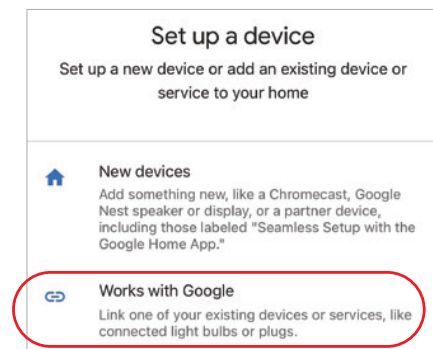 Set up a device
Set up a new device or add an existing device or
service to your home
New devices
Add something new, like a Chromecast, Google
Nest speaker or display, or a partner device,
including those labeled "Seamless Setup with the
Google Home App."
Works with Google
Link one of your existing devices or services, like
connected light bulbs or plugs.